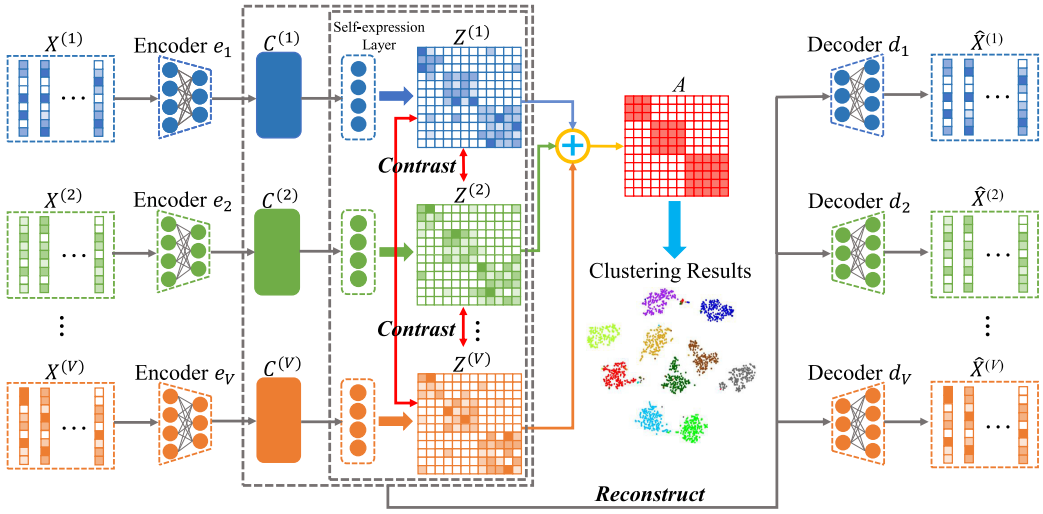 X^(1)
Encoder e_1
C^(1)
Self-expression
Layer
Z^(1)
A
Decoder d_1
X̂^(1)
...
...
Contrast
X^(2)
Encoder e_2
C^(2)
Z^(2)
Decoder d_2
X̂^(2)
...
...
Clustering Results
⋮
Contrast
⋮
⋮
X^(V)
Encoder e_V
C^(V)
Z^(V)
Decoder d_V
X̂^(V)
...
...
Reconstruct